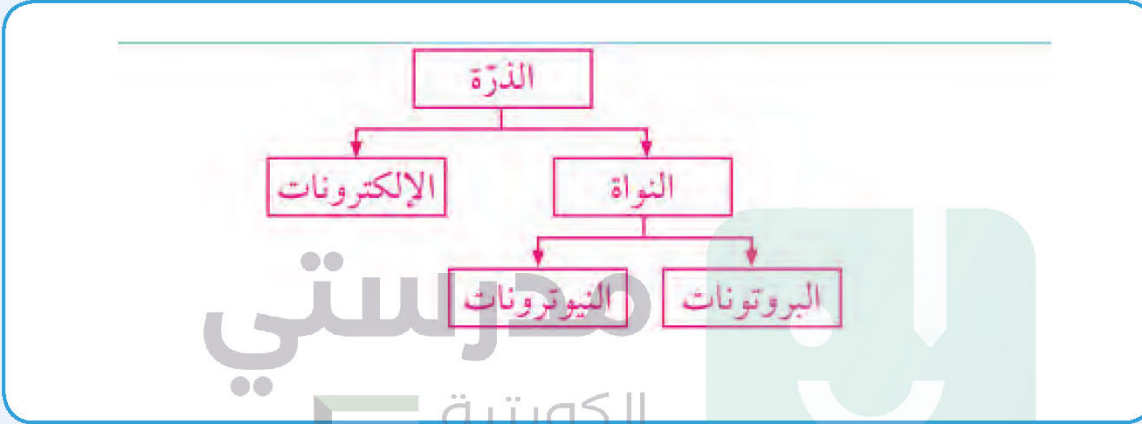 الذرّة
النواة
الإلكترونات
البروتونات
النيوترونات
مدرستي
الكويتية